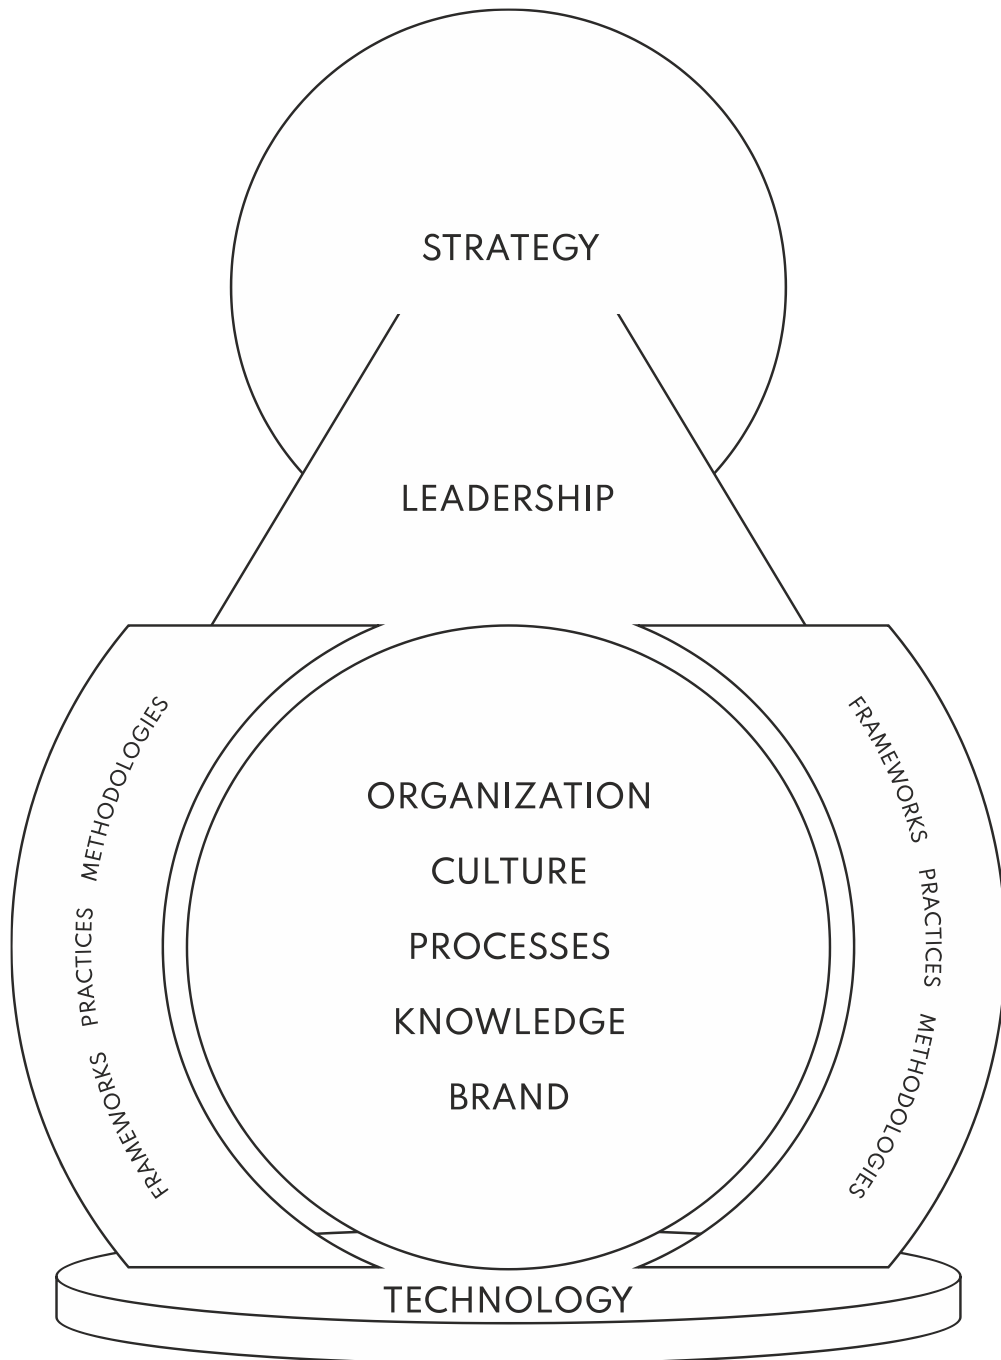 STRATEGY
LEADERSHIP
FRAMEWORKS PRACTICES METHODOLOGIES
ORGANIZATION
CULTURE
PROCESSES
KNOWLEDGE
BRAND
FRAMEWORKS PRACTICES METHODOLOGIES
TECHNOLOGY